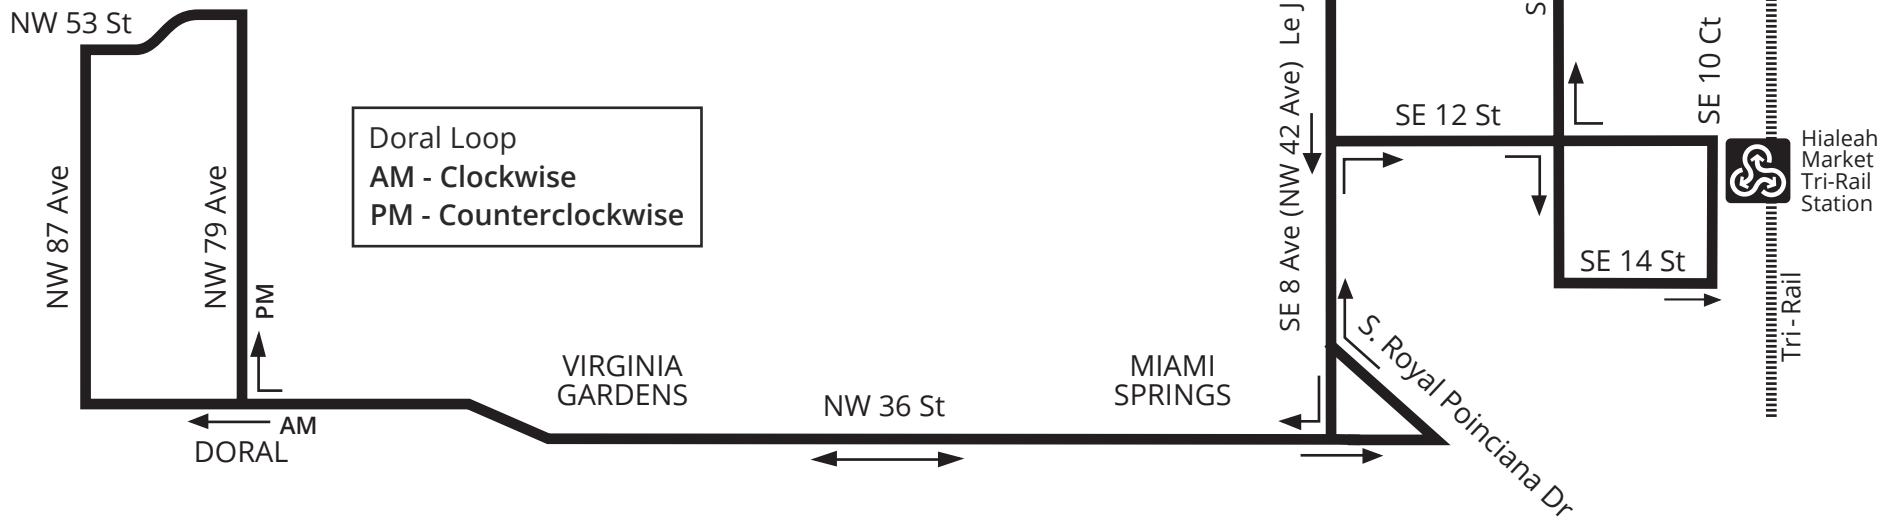 NW 53 St
NW 87 Ave
NW 79 Ave
Doral Loop
AM - Clockwise
PM - Counterclockwise
PM
AM
DORAL
VIRGINIA
GARDENS
NW 36 St
MIAMI
SPRINGS
SE 8 Ave (NW 42 Ave) Le J
S. Royal Poinciana Dr
SE 12 St
S
SE 10 Ct
SE 14 St
Hialeah
Market
Tri-Rail
Station
Tri-Rail